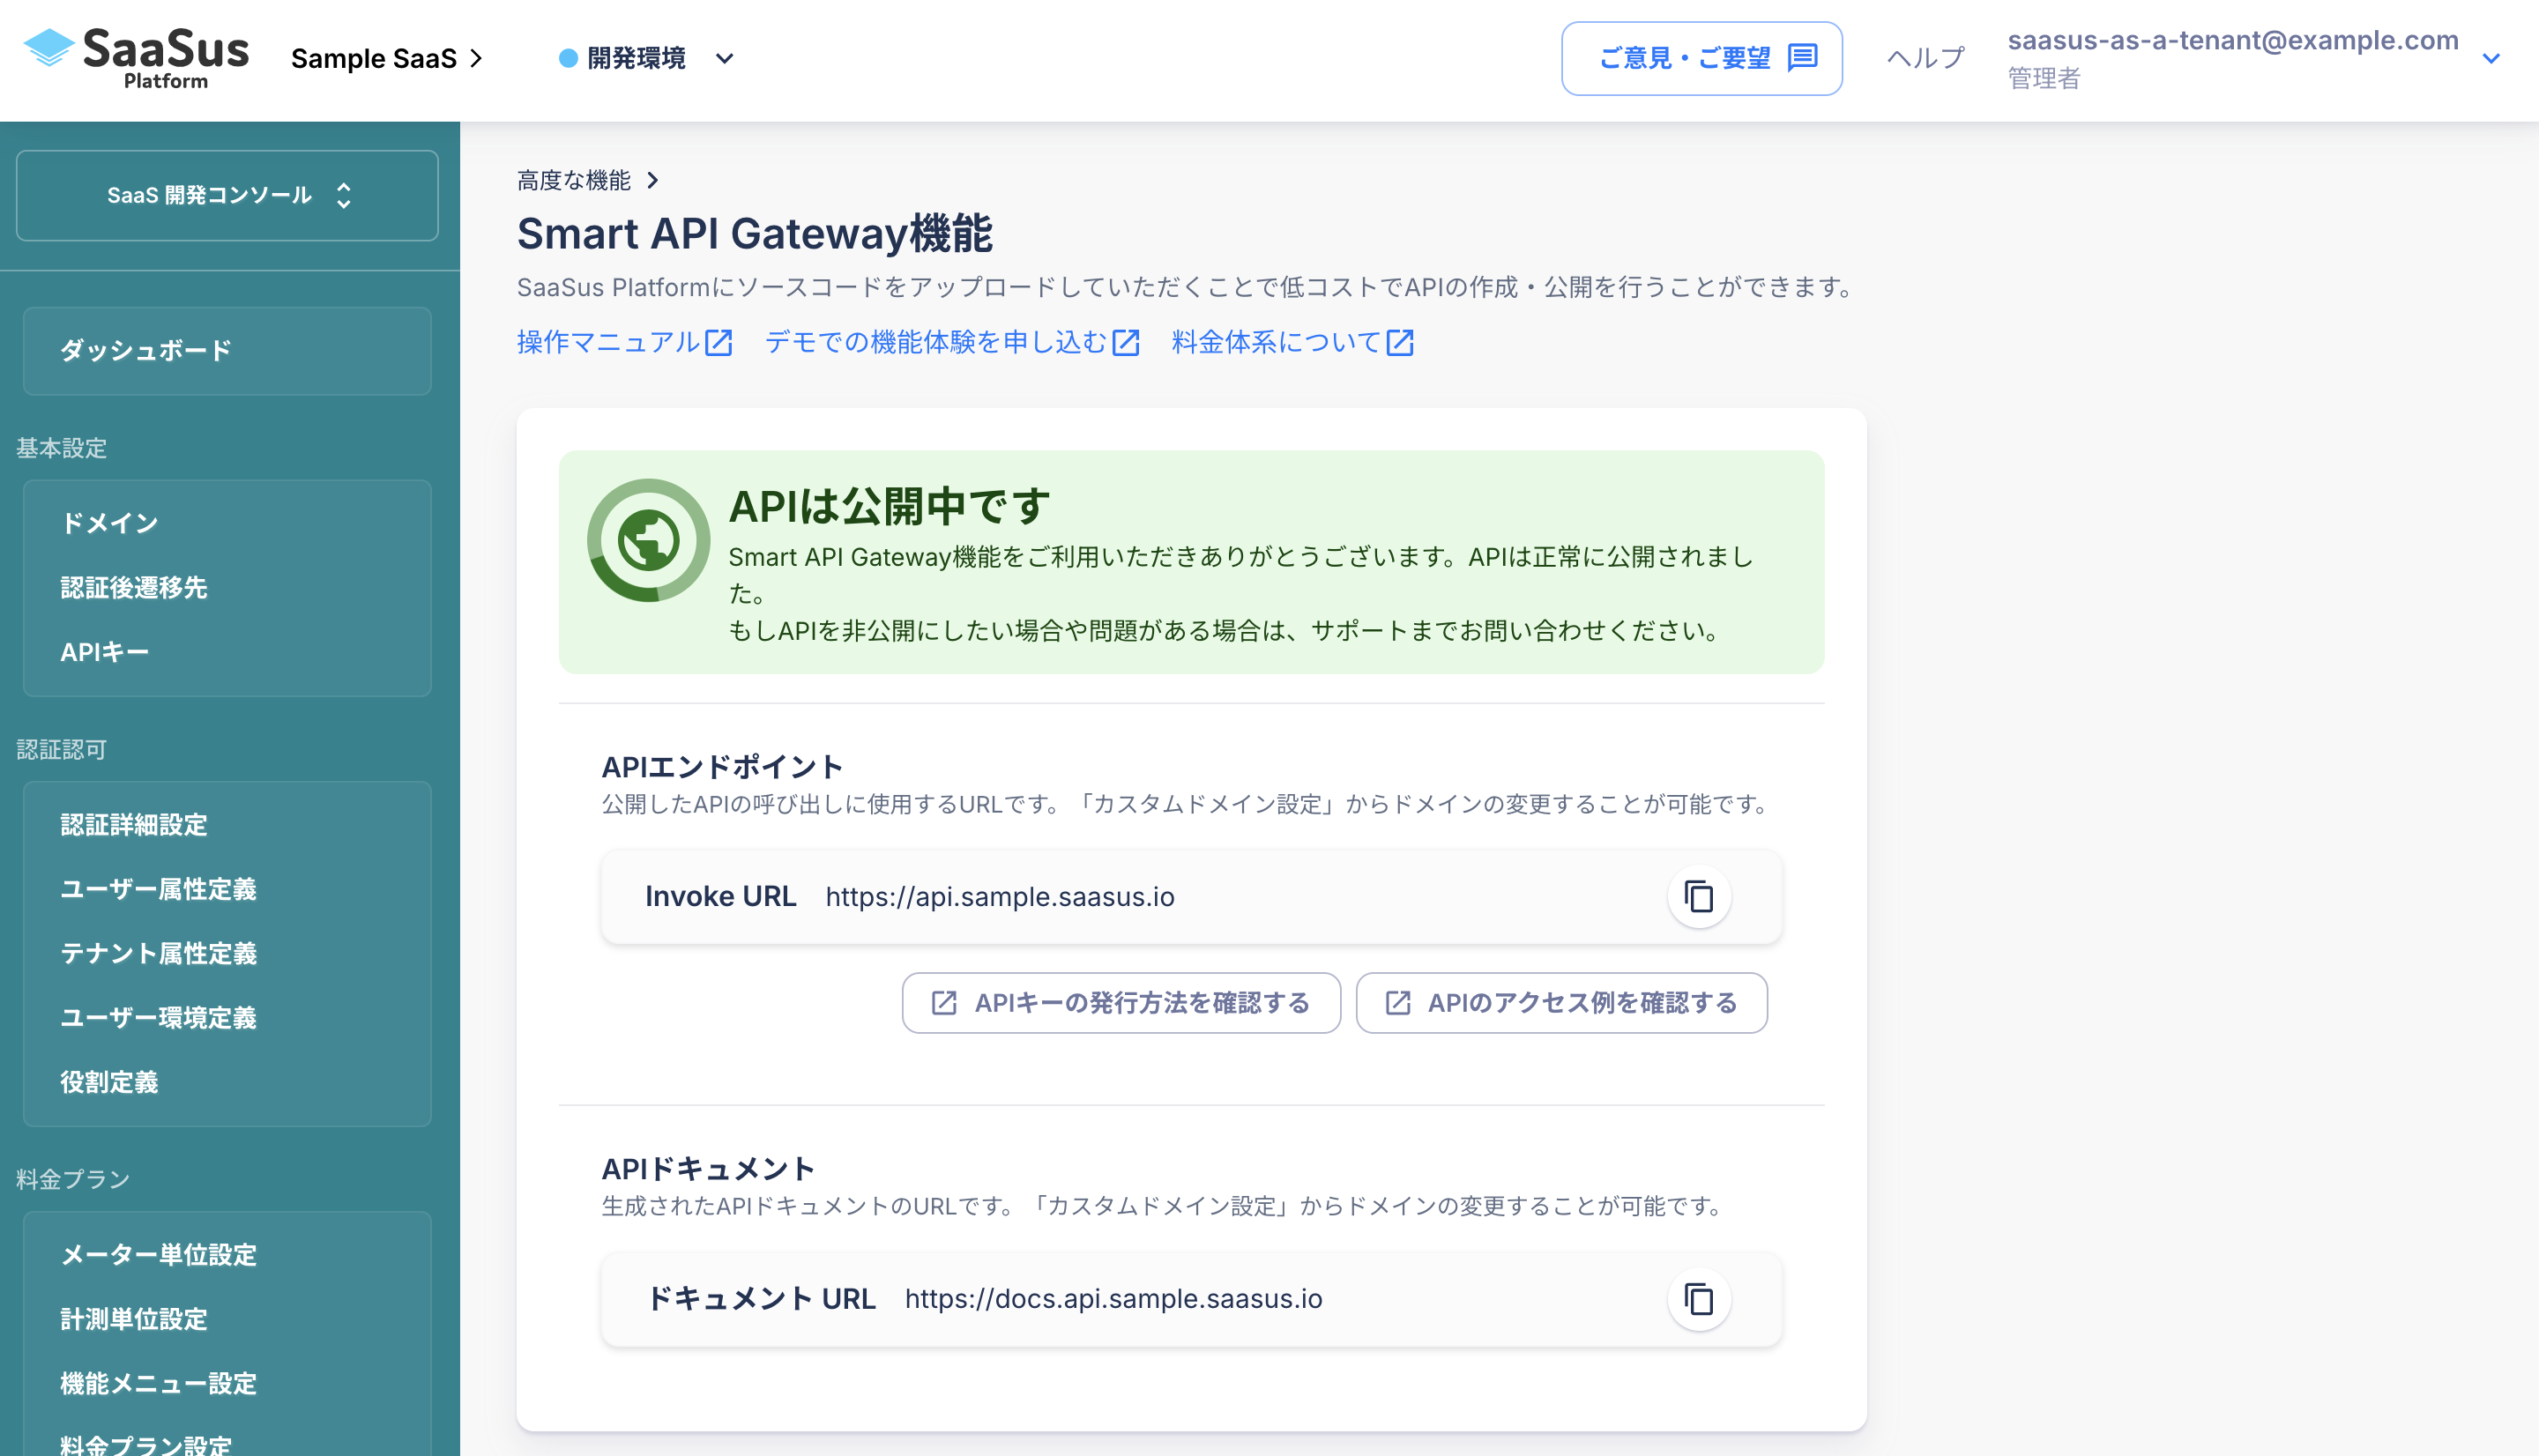 SaaSus
Platform
Sample SaaS
開発環境
ご意見・ご要望
ヘルプ
saasus-as-a-tenant@example.com
管理者
SaaS 開発コンソール
ダッシュボード
基本設定
ドメイン
認証後遷移先
APIキー
認証認可
認証詳細設定
ユーザー属性定義
テナント属性定義
ユーザー環境定義
役割定義
料金プラン
メーター単位設定
計測単位設定
機能メニュー設定
料金プラン設定
高度な機能
Smart API Gateway機能
SaaSus Platformにソースコードをアップロードしていただくことで低コストでAPIの作成・公開を行うことができます。
操作マニュアル デモでの機能体験を申し込む 料金体系について
APIは公開中です
Smart API Gateway機能をご利用いただきありがとうございます。APIは正常に公開されまし
た。
もしAPIを非公開にしたい場合や問題がある場合は、サポートまでお問い合わせください。
APIエンドポイント
公開したAPIの呼び出しに使用するURLです。「カスタムドメイン設定」からドメインの変更することが可能です。
Invoke URL https://api.sample.saasus.io
APIキーの発行方法を確認する APIのアクセス例を確認する
APIドキュメント
生成されたAPIドキュメントのURLです。「カスタムドメイン設定」からドメインの変更することが可能です。
ドキュメント URL https://docs.api.sample.saasus.io